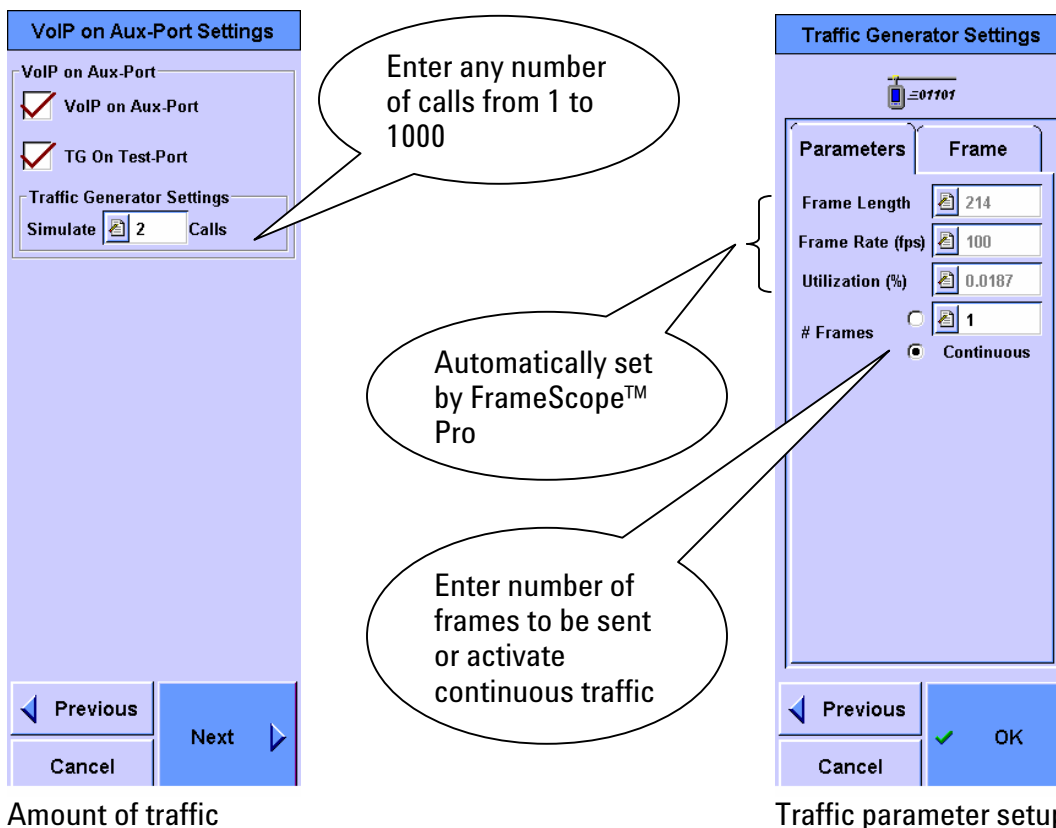 VoIP on Aux-Port Settings
VoIP on Aux-Port
VoIP on Aux-Port
TG On Test-Port
Traffic Generator Settings
Simulate 2 Calls
Previous
Next
Cancel
Amount of traffic
Enter any number
of calls from 1 to
1000
Automatically set
by FrameScope™
Pro
Enter number of
frames to be sent
or activate
continuous traffic
Traffic Generator Settings
01101
Parameters Frame
Frame Length 214
Frame Rate (fps) 100
Utilization (%) 0.0187
# Frames 1
Continuous
Previous
OK
Cancel
Traffic parameter setup